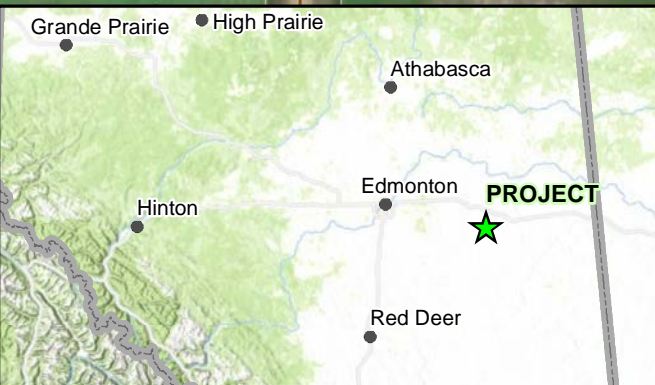 High Prairie
Grande Prairie
Athabasca
Edmonton
PROJECT
Hinton
Red Deer